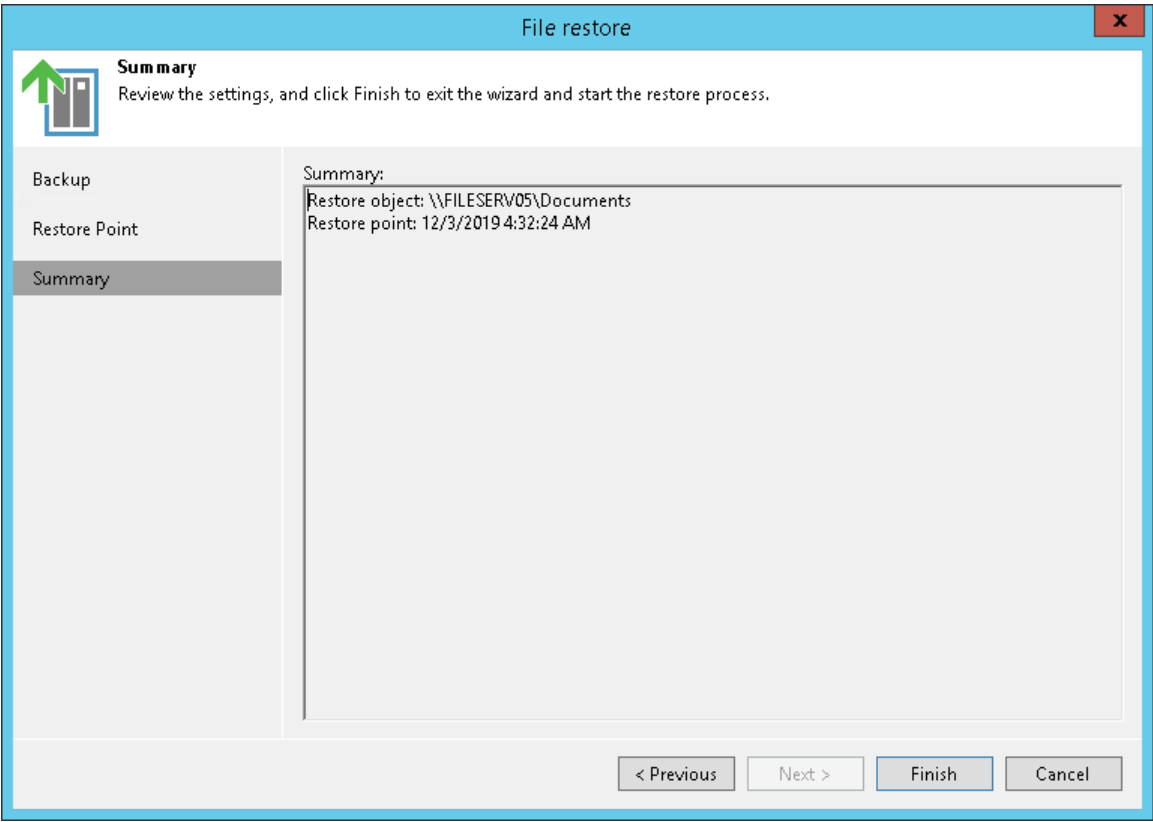 File restore
x
Summary
Review the settings, and click Finish to exit the wizard and start the restore process.
Backup
Restore Point
Summary
Summary:
Restore object: \\FILESERV05\Documents
Restore point: 12/3/2019 4:32:24 AM
< Previous
Next >
Finish
Cancel